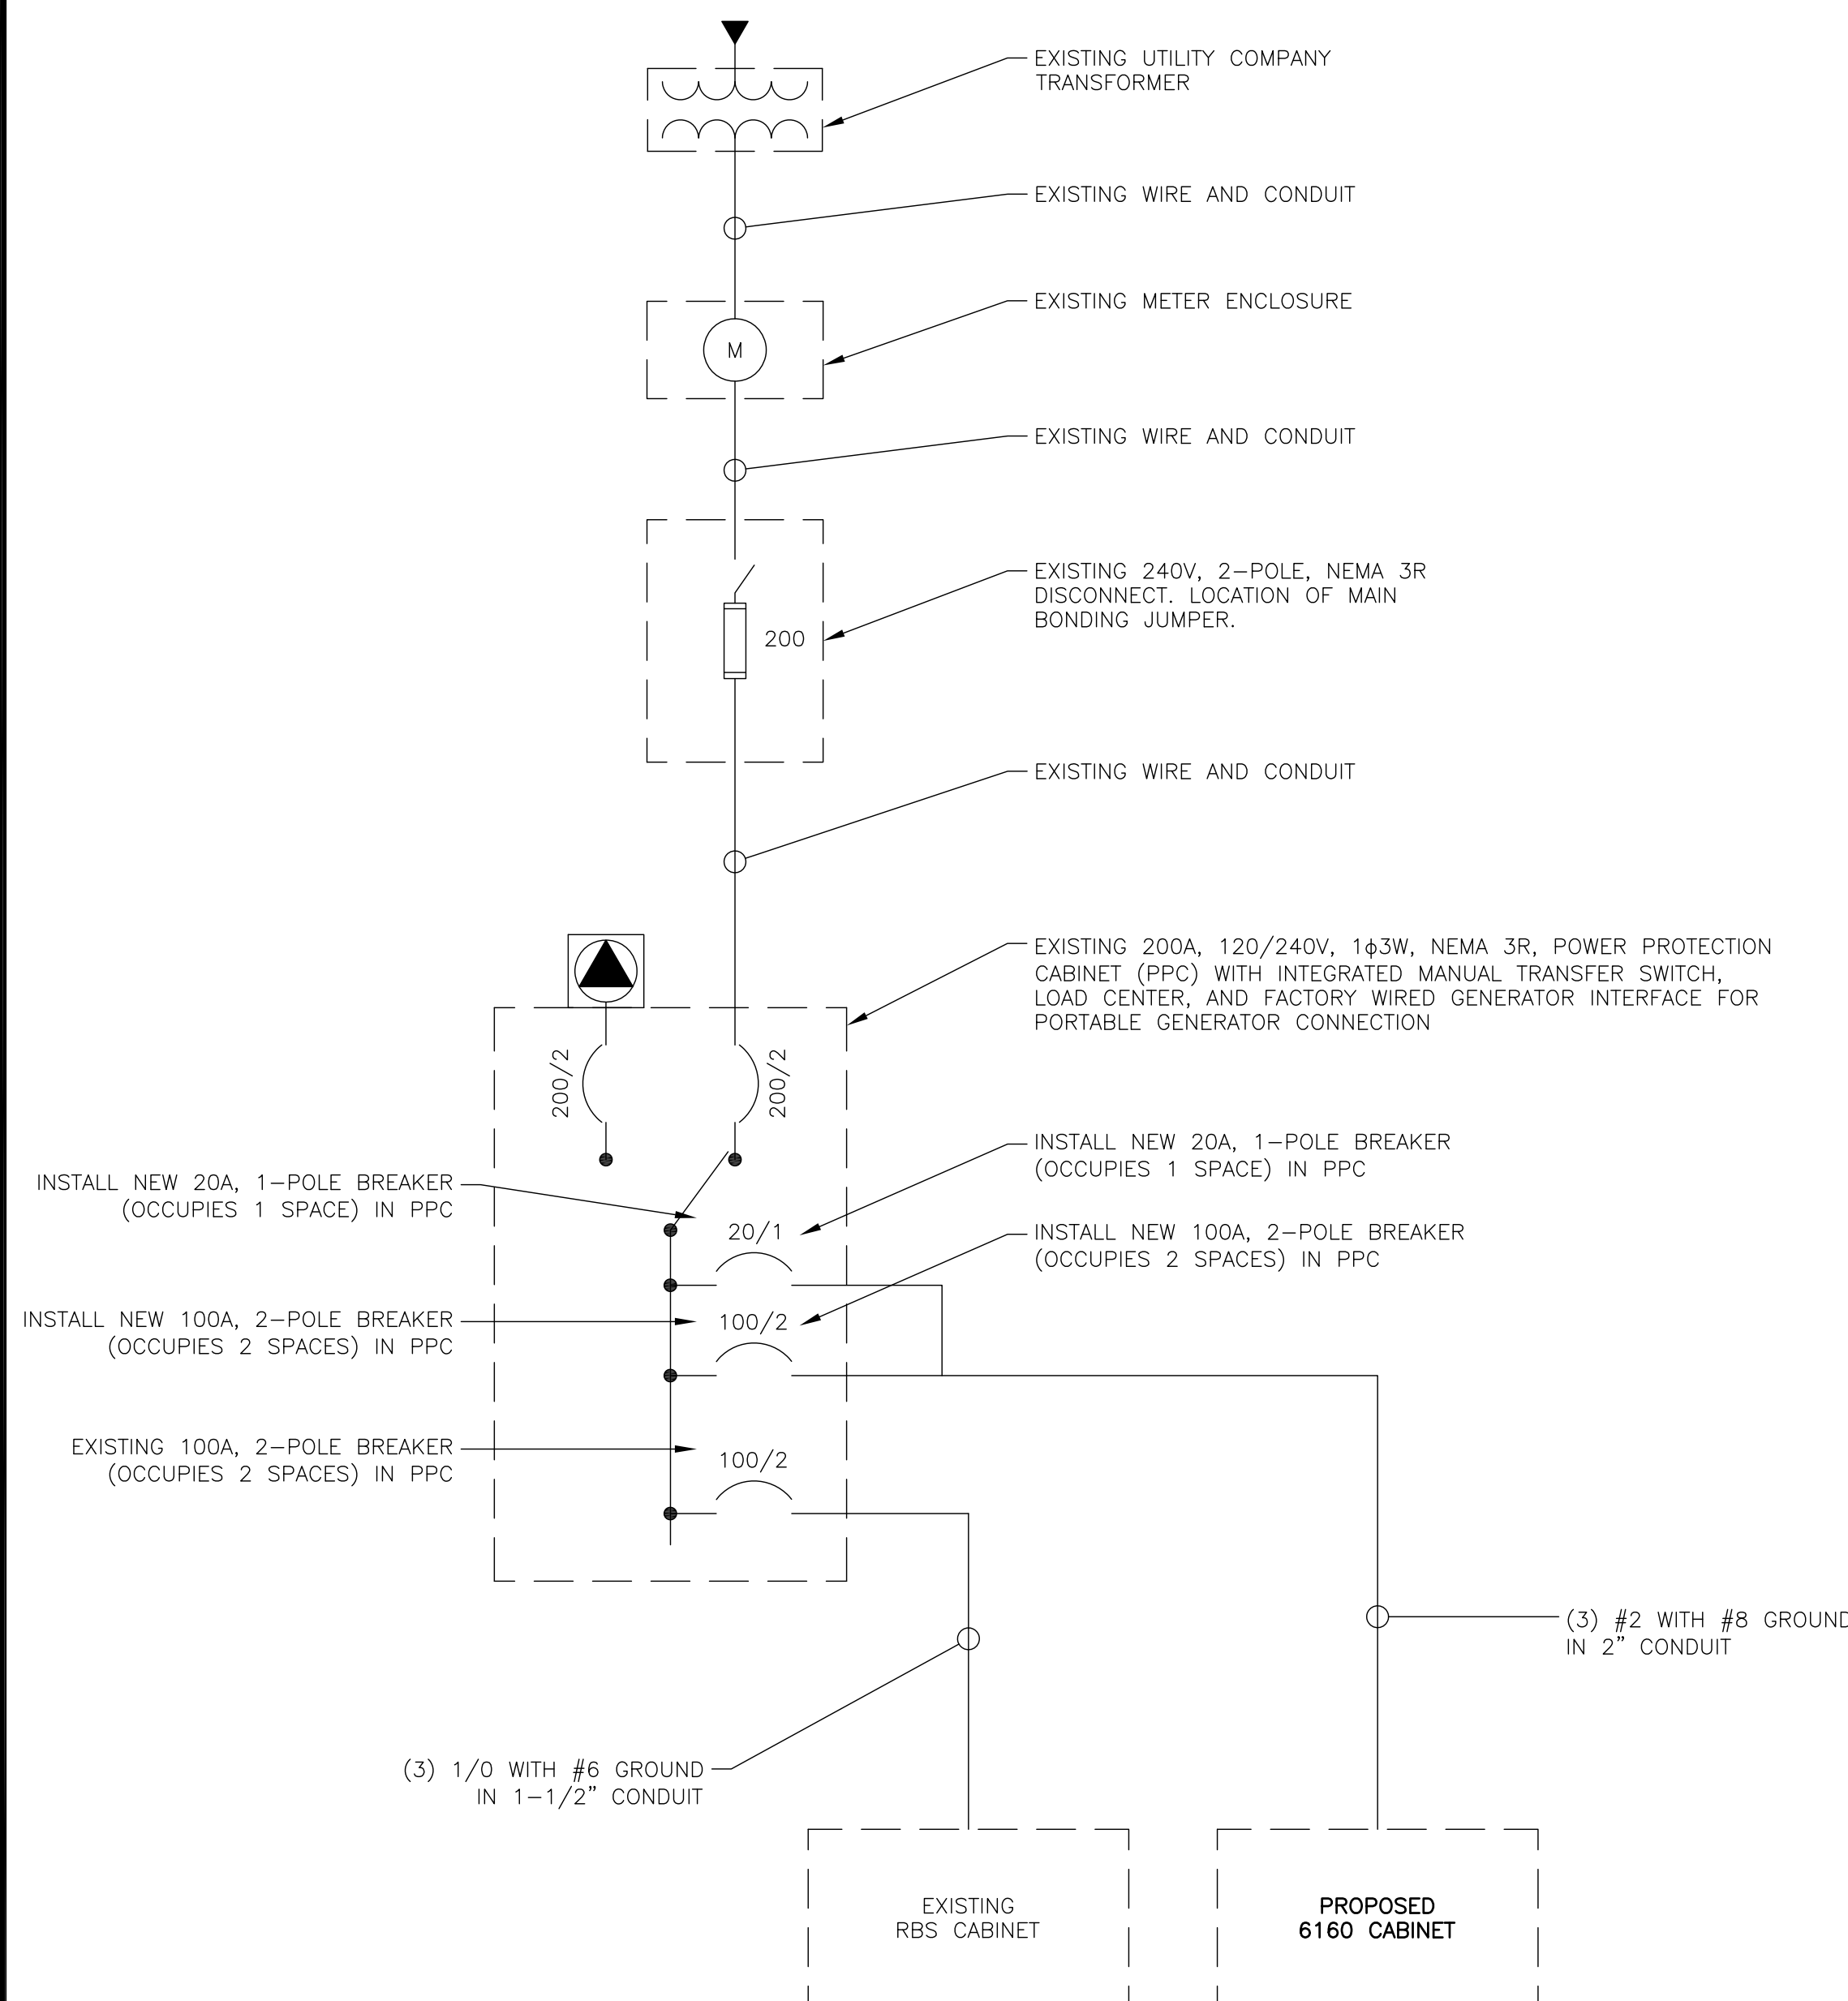 EXISTING UTILITY COMPANY
TRANSFORMER
EXISTING WIRE AND CONDUIT
EXISTING METER ENCLOSURE
M
EXISTING WIRE AND CONDUIT
EXISTING 240V, 2-POLE, NEMA 3R
DISCONNECT. LOCATION OF MAIN
BONDING JUMPER.
200
EXISTING WIRE AND CONDUIT
EXISTING 200A, 120/240V, 1ϕ3W, NEMA 3R, POWER PROTECTION
CABINET (PPC) WITH INTEGRATED MANUAL TRANSFER SWITCH,
LOAD CENTER, AND FACTORY WIRED GENERATOR INTERFACE FOR
PORTABLE GENERATOR CONNECTION
200/2
200/2
INSTALL NEW 20A, 1-POLE BREAKER
(OCCUPIES 1 SPACE) IN PPC
INSTALL NEW 20A, 1-POLE BREAKER
(OCCUPIES 1 SPACE) IN PPC
20/1
INSTALL NEW 100A, 2-POLE BREAKER
(OCCUPIES 2 SPACES) IN PPC
INSTALL NEW 100A, 2-POLE BREAKER
(OCCUPIES 2 SPACES) IN PPC
100/2
EXISTING 100A, 2-POLE BREAKER
(OCCUPIES 2 SPACES) IN PPC
100/2
(3) #2 WITH #8 GROUND
IN 2" CONDUIT
(3) 1/0 WITH #6 GROUND
IN 1-1/2" CONDUIT
EXISTING
RBS CABINET
PROPOSED
6160 CABINET